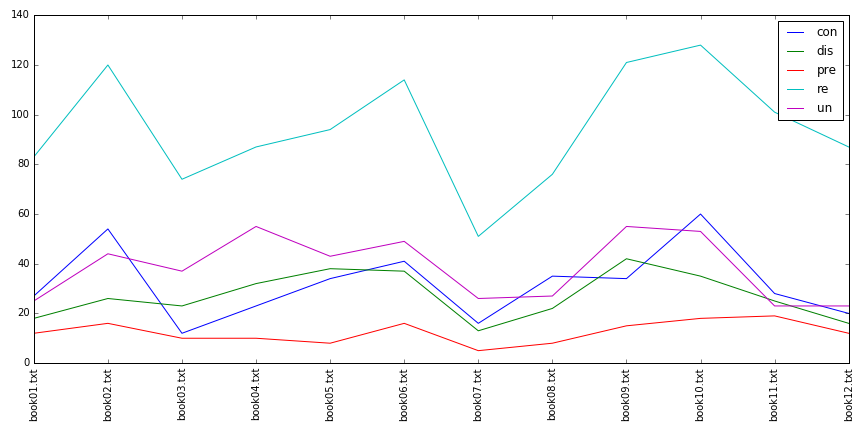 140
120
100
80
60
40
20
0
con
dis
pre
re
un
book01.txt
book02.txt
book03.txt
book04.txt
book05.txt
book06.txt
book07.txt
book08.txt
book09.txt
book10.txt
book11.txt
book12.txt